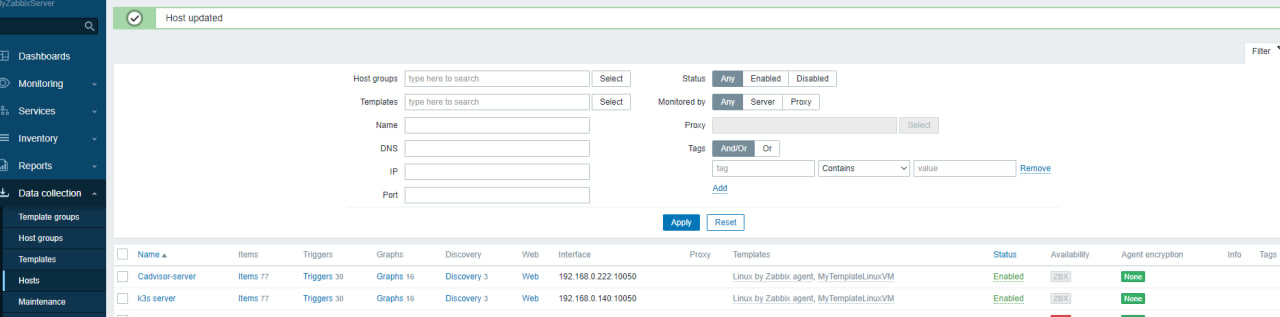 MyZabbixServer
Host updated
Filter
Dashboards
Monitoring
Services
Inventory
Reports
Data collection
Template groups
Host groups
Templates
Hosts
Maintenance
Host groups type here to search Select
Templates type here to search Select
Name
DNS
IP
Port
Status Any Enabled Disabled
Monitored by Any Server Proxy
Proxy Select
Tags And/Or Or
tag Contains value Remove
Add
Apply Reset
Name Items Triggers Graphs Discovery Web Interface Proxy Templates Status Availability Agent encryption Info Tags
Cadvisor-server Items 77 Triggers 30 Graphs 16 Discovery 3 Web 192.168.0.222:10050 Linux by Zabbix agent, MyTemplateLinuxVM Enabled ZBX None
k3s server Items 77 Triggers 30 Graphs 16 Discovery 3 Web 192.168.0.140:10050 Linux by Zabbix agent, MyTemplateLinuxVM Enabled ZBX None